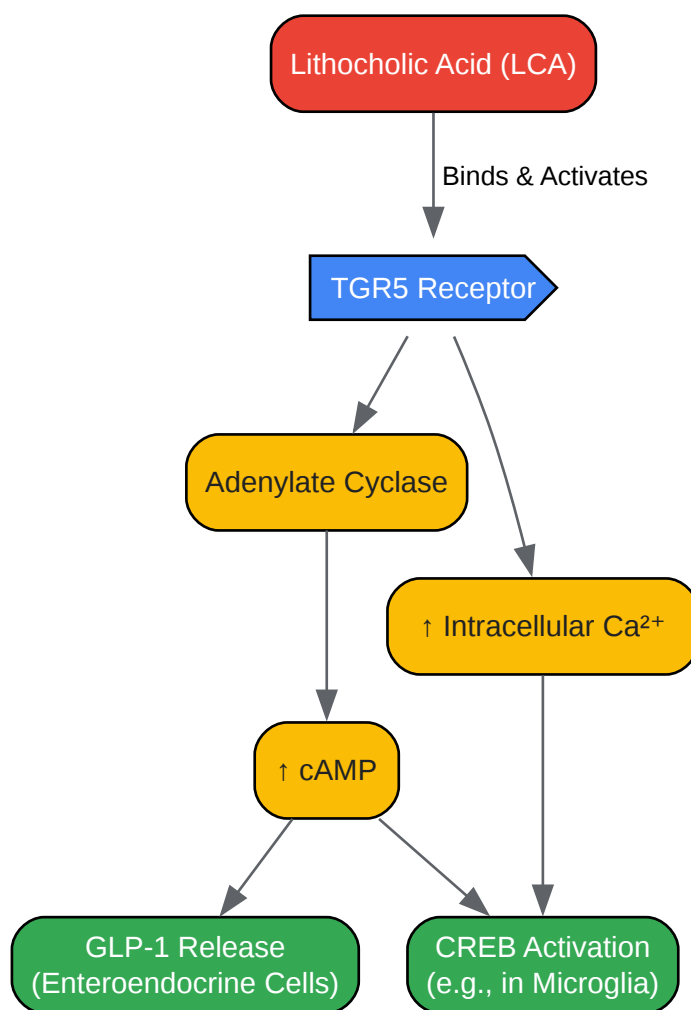 Lithocholic Acid (LCA)
Binds & Activates
TGR5 Receptor
Adenylate Cyclase
↑ Intracellular Ca²⁺
↑ cAMP
GLP-1 Release
(Enteroendocrine Cells)
CREB Activation
(e.g., in Microglia)